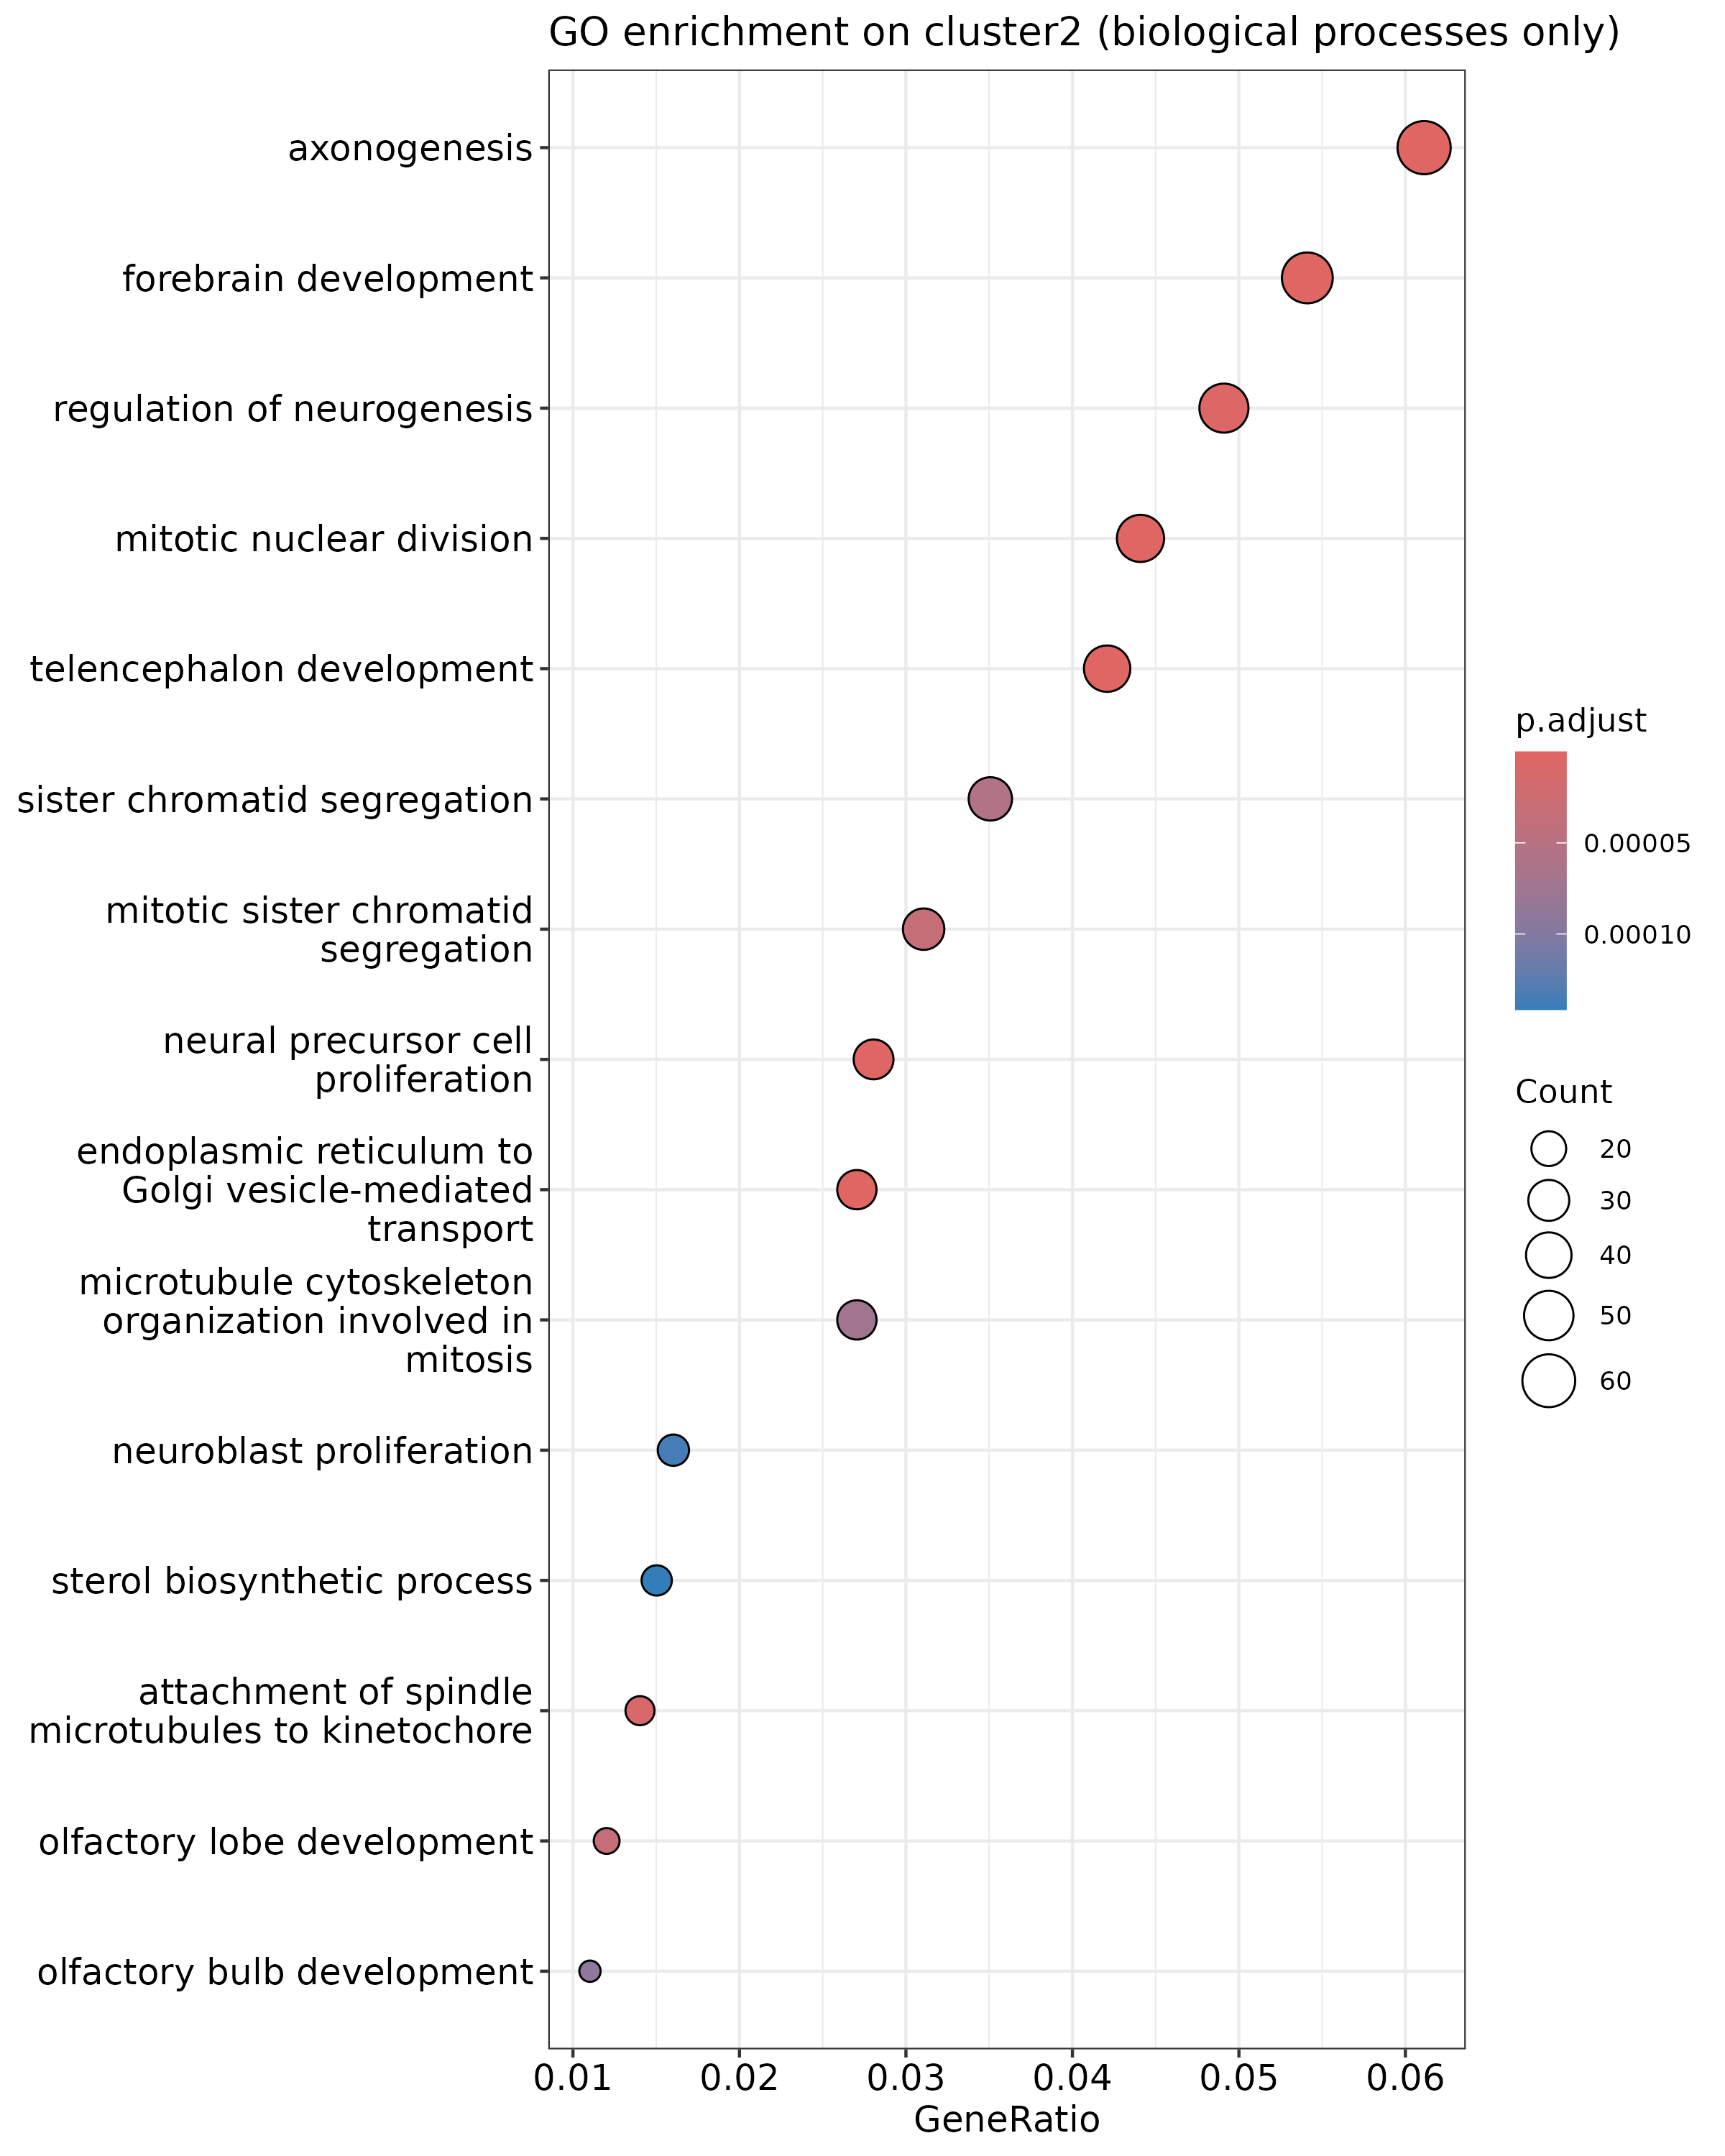 GO enrichment on cluster2 (biological processes only)
axonogenesis
forebrain development
regulation of neurogenesis
mitotic nuclear division
telencephalon development
sister chromatid segregation
mitotic sister chromatid
segregation
neural precursor cell
proliferation
endoplasmic reticulum to
Golgi vesicle-mediated
transport
microtubule cytoskeleton
organization involved in
mitosis
neuroblast proliferation
sterol biosynthetic process
attachment of spindle
microtubules to kinetochore
olfactory lobe development
olfactory bulb development
0.01 0.02 0.03 0.04 0.05 0.06
GeneRatio
p.adjust
0.00005
0.00010
Count
20
30
40
50
60